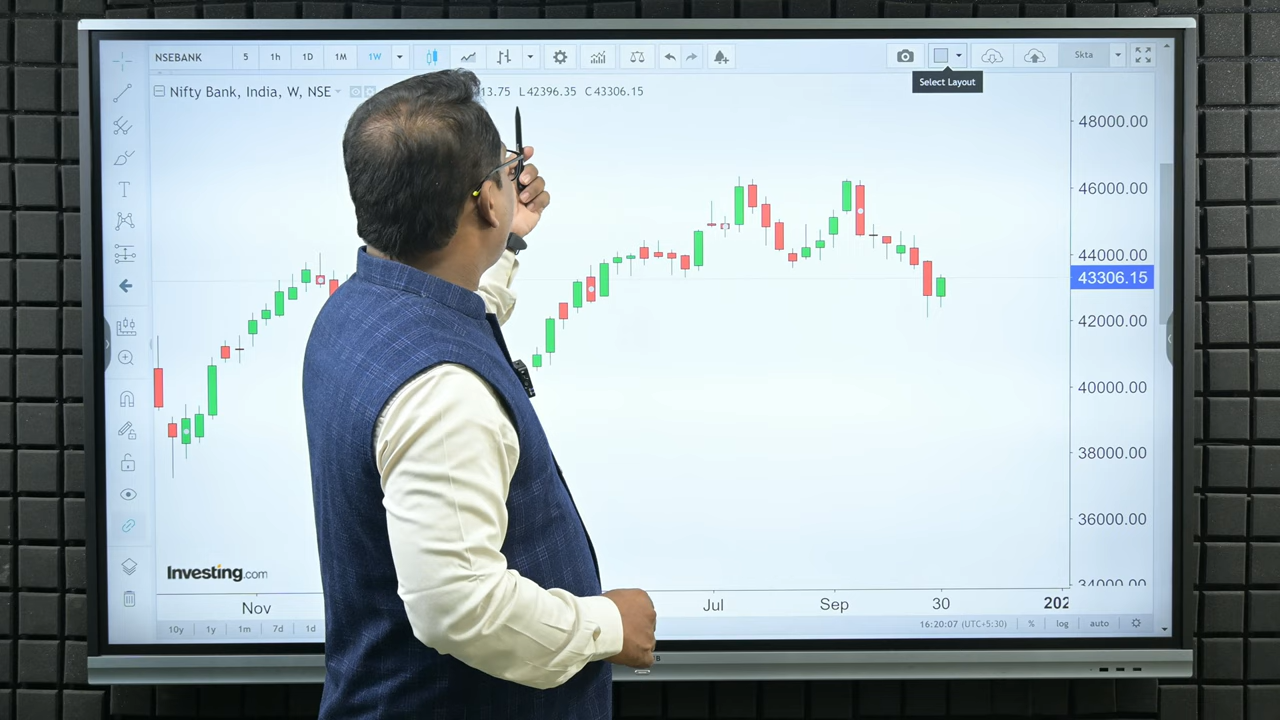 NSEBANK 5 1h 1D 1M 1W
Skta
Select Layout
Nifty Bank, India, W, NSE 13.75 L42396.35 C43306.15
48000.00
46000.00
44000.00
43306.15
42000.00
40000.00
38000.00
36000.00
34000.00
Investing.com
Nov Jul Sep 30 202
10y 1y 1m 7d 1d 16:20:07 (UTC+5:30) % log auto